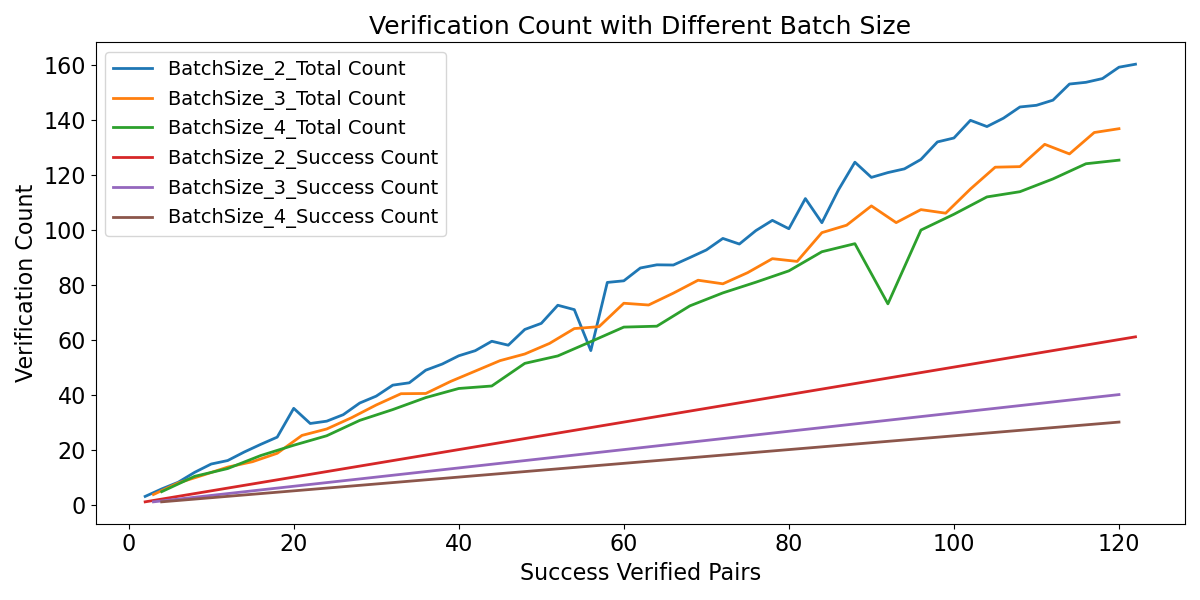 Verification Count with Different Batch Size
BatchSize_2_Total Count
BatchSize_3_Total Count
BatchSize_4_Total Count
BatchSize_2_Success Count
BatchSize_3_Success Count
BatchSize_4_Success Count
Verification Count
160
140
120
100
80
60
40
20
0
0 20 40 60 80 100 120
Success Verified Pairs